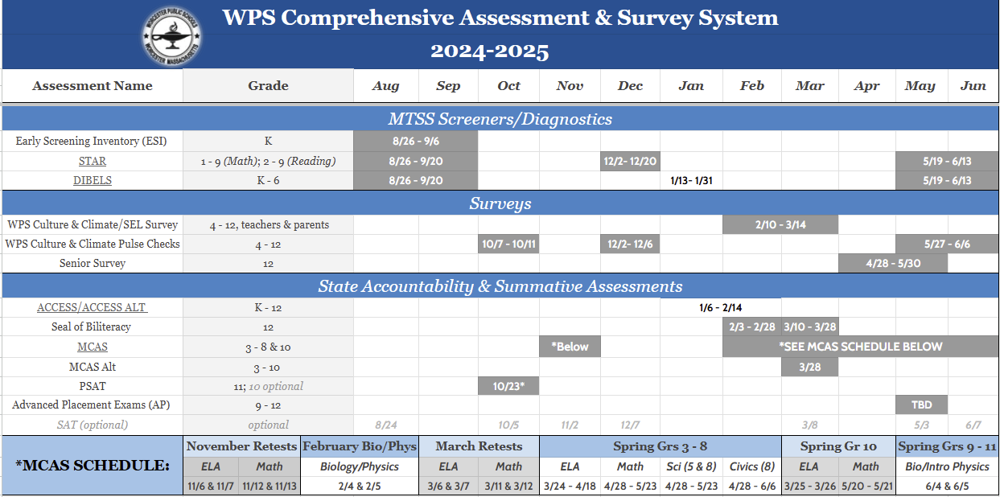 WORCESTER PUBLIC SCHOOLS
WORCESTER MASSACHUSETTS
WPS Comprehensive Assessment & Survey System
2024-2025
Assessment Name Grade Aug Sep Oct Nov Dec Jan Feb Mar Apr May Jun
MTSS Screeners/Diagnostics
Early Screening Inventory (ESI) K 8/26 - 9/6
STAR 1 - 9 (Math); 2 - 9 (Reading) 8/26 - 9/20 12/2- 12/20 5/19 - 6/13
DIBELS K - 6 8/26 - 9/20 1/13- 1/31 5/19 - 6/13
Surveys
WPS Culture & Climate/SEL Survey 4 - 12, teachers & parents 2/10 - 3/14
WPS Culture & Climate Pulse Checks 4 - 12 10/7 - 10/11 12/2- 12/6 5/27 - 6/6
Senior Survey 12 4/28 - 5/30
State Accountability & Summative Assessments
ACCESS/ACCESS ALT K - 12 1/6 - 2/14
Seal of Biliteracy 12 2/3 - 2/28 3/10 - 3/28
MCAS 3 - 8 & 10 *Below *SEE MCAS SCHEDULE BELOW
MCAS Alt 3 - 10 3/28
PSAT 11; 10 optional 10/23*
Advanced Placement Exams (AP) 9 - 12 TBD
SAT (optional) optional 8/24 10/5 11/2 12/7 3/8 5/3 6/7
*MCAS SCHEDULE: November Retests February Bio/Phys March Retests Spring Grs 3 - 8 Spring Gr 10 Spring Grs 9 - 11
ELA Math Biology/Physics ELA Math ELA Math Sci (5 & 8) Civics (8) ELA Math Bio/Intro Physics
11/6 & 11/7 11/12 & 11/13 2/4 & 2/5 3/6 & 3/7 3/11 & 3/12 3/24 - 4/18 4/28 - 5/23 4/28 - 5/23 4/28 - 6/6 3/25 - 3/26 5/20 - 5/21 6/4 & 6/5